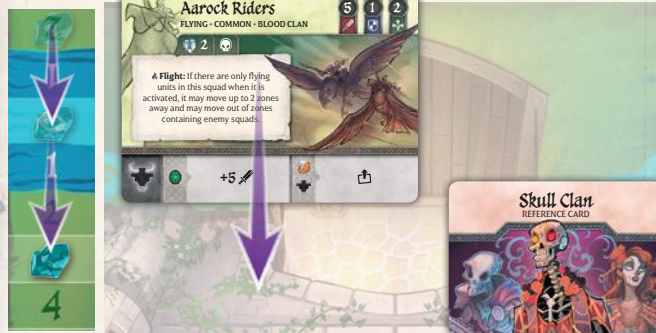 Aarock Riders
5 1 2
FLYING • COMMON • BLOOD CLAN
2
Flight: If there are only flying
units in this squad when it is
activated, it may move up to 2 zones
away and may move out of zones
containing enemy squads.
+5
Skull Clan
REFERENCE CARD
1
2
4